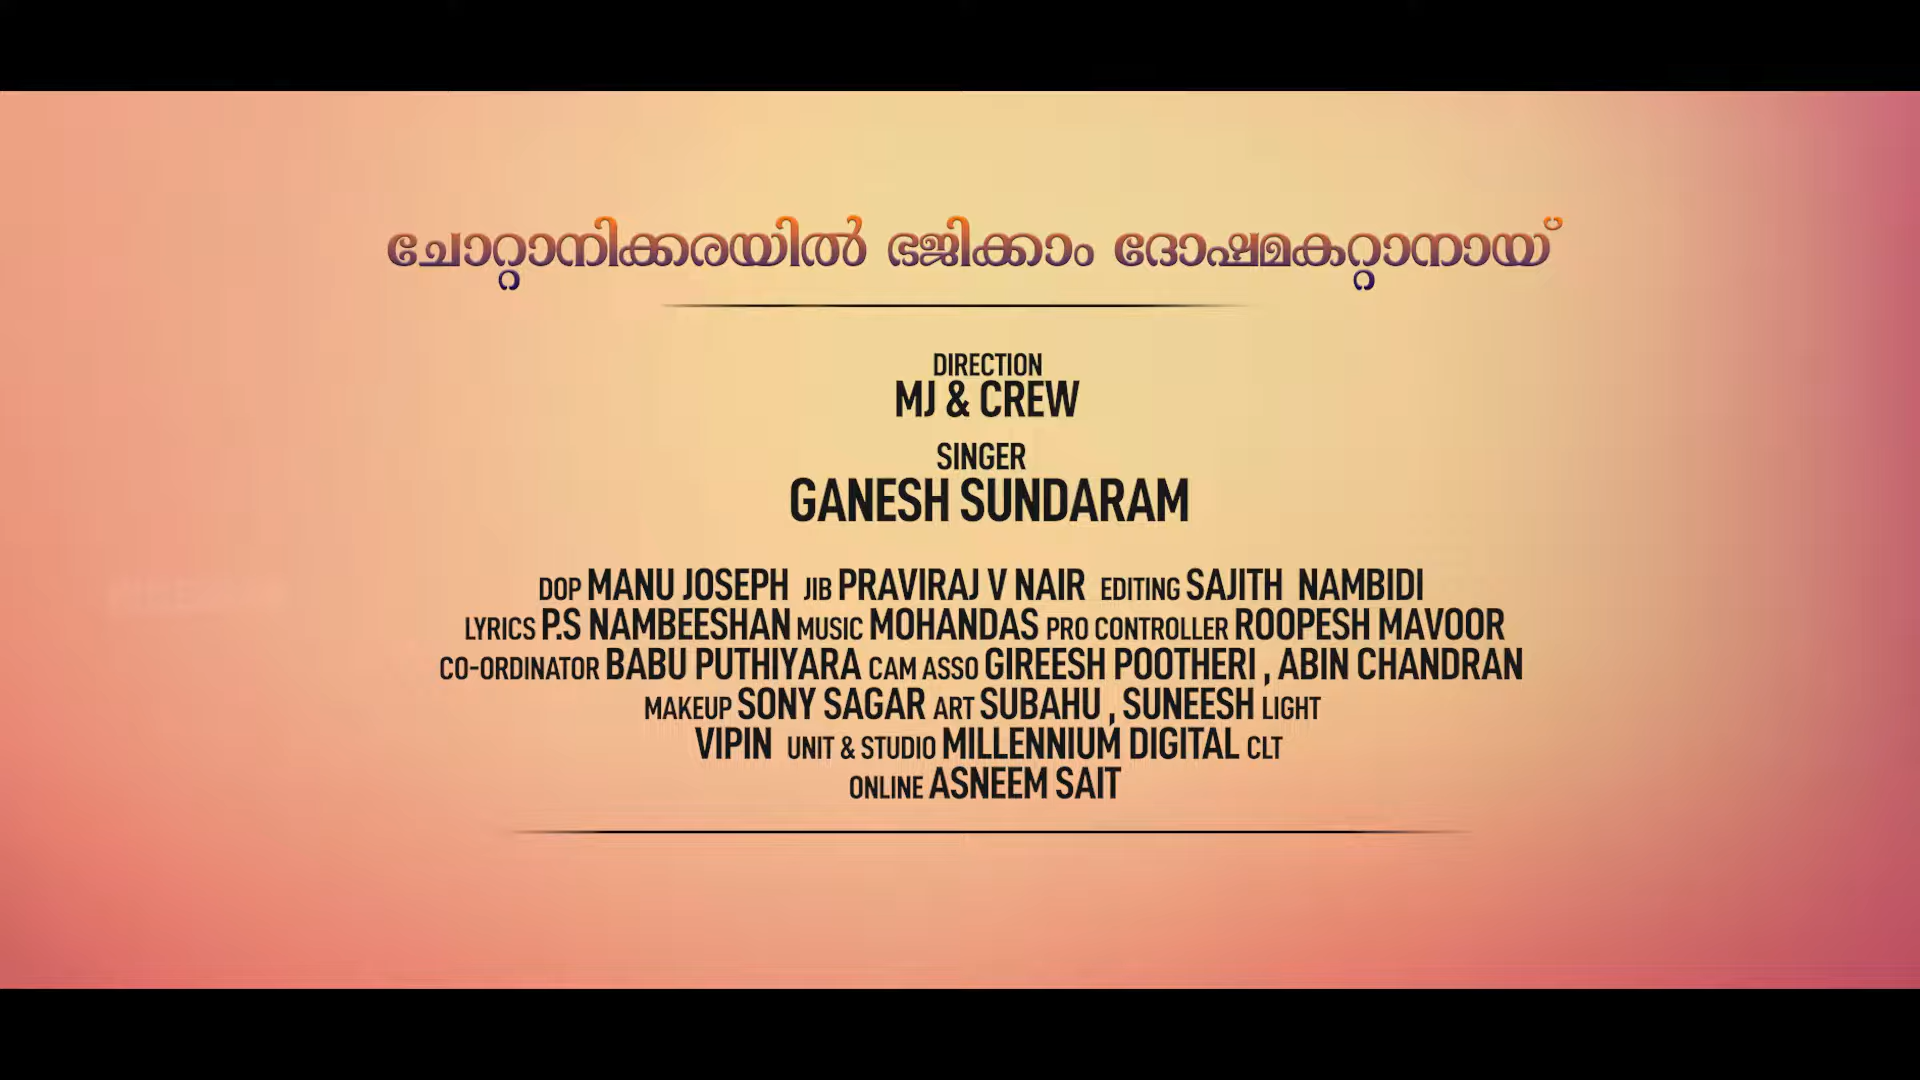 ചോറ്റാനിക്കരയിൽ ഭജിക്കാം ദോഷമകറ്റാനായ്
DIRECTION
MJ & CREW
SINGER
GANESH SUNDARAM
DOP MANU JOSEPH JIB PRAVIRAJ V NAIR EDITING SAJITH NAMBIDI
LYRICS P.S NAMBEESHAN MUSIC MOHANDAS PRO CONTROLLER ROOPESH MAVOOR
CO-ORDINATOR BABU PUTHIYARA CAM ASSO GIREESH POOTHERI , ABIN CHANDRAN
MAKEUP SONY SAGAR ART SUBAHU , SUNEESH LIGHT
VIPIN UNIT & STUDIO MILLENNIUM DIGITAL CLT
ONLINE ASNEEM SAIT